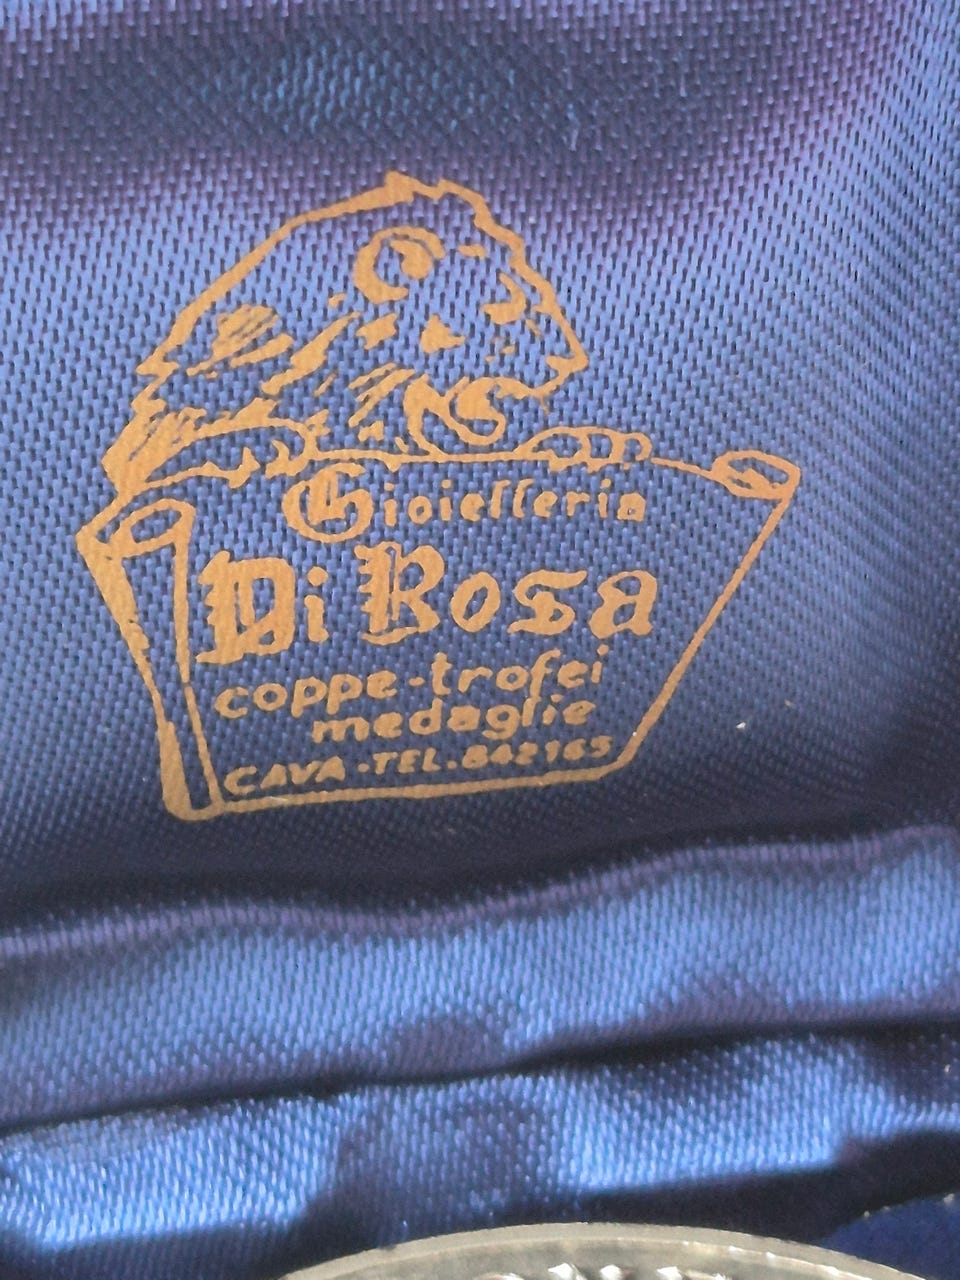 Gioielleria
Di Rosa
coppe-trofei
medaglie
CAVA - TEL. 842165